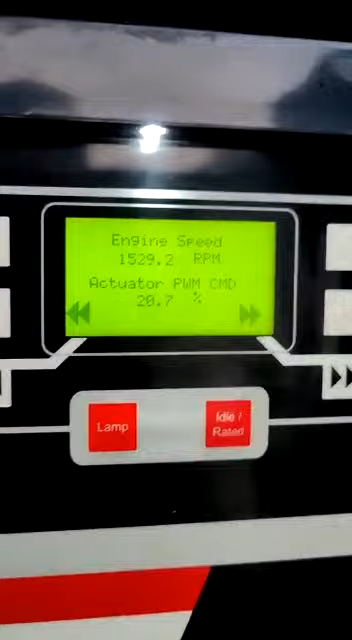 Engine Speed
1529.2 RPM
Actuator PWM CMD
20.7 %
Lamp
Idle /
Rated